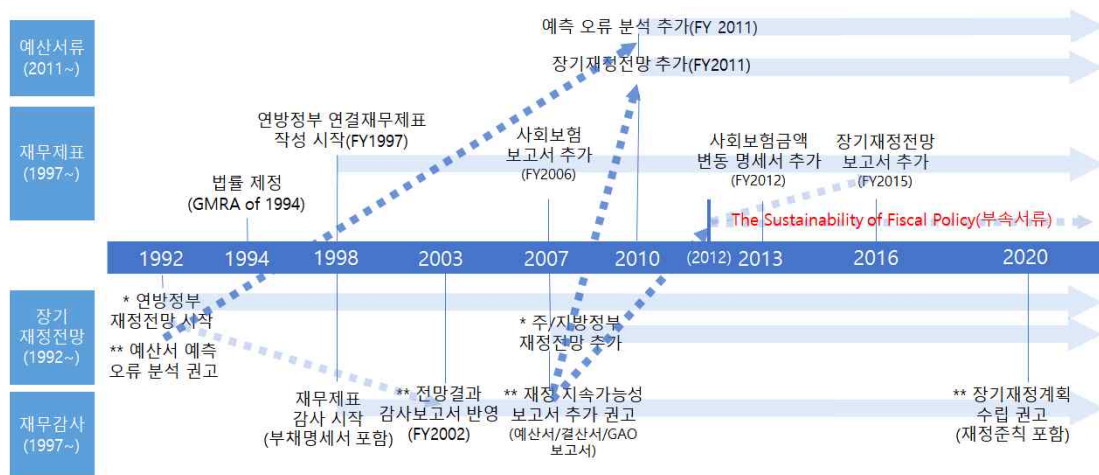 예산서류
(2011~)
예측 오류 분석 추가(FY 2011)
장기재정전망 추가(FY2011)
재무제표
(1997~)
연방정부 연결재무제표
작성 시작(FY1997)
법률 제정
(GMRA of 1994)
사회보험
보고서 추가
(FY2006)
사회보험금액
변동 명세서 추가
(FY2012)
장기재정전망
보고서 추가
(FY2015)
The Sustainability of Fiscal Policy(부속서류)
1992 1994 1998 2003 2007 2010 (2012) 2013 2016 2020
장기
재정전망
(1992~)
* 연방정부
재정전망 시작
** 예산서 예측
오류 분석 권고
* 주/지방정부
재정전망 추가
재무감사
(1997~)
재무제표
감사 시작
(부채명세서 포함)
** 전망결과
감사보고서 반영
(FY2002)
** 재정 지속가능성
보고서 추가 권고
(예산서/결산서/GAO
보고서)
** 장기재정계획
수립 권고
(재정준칙 포함)